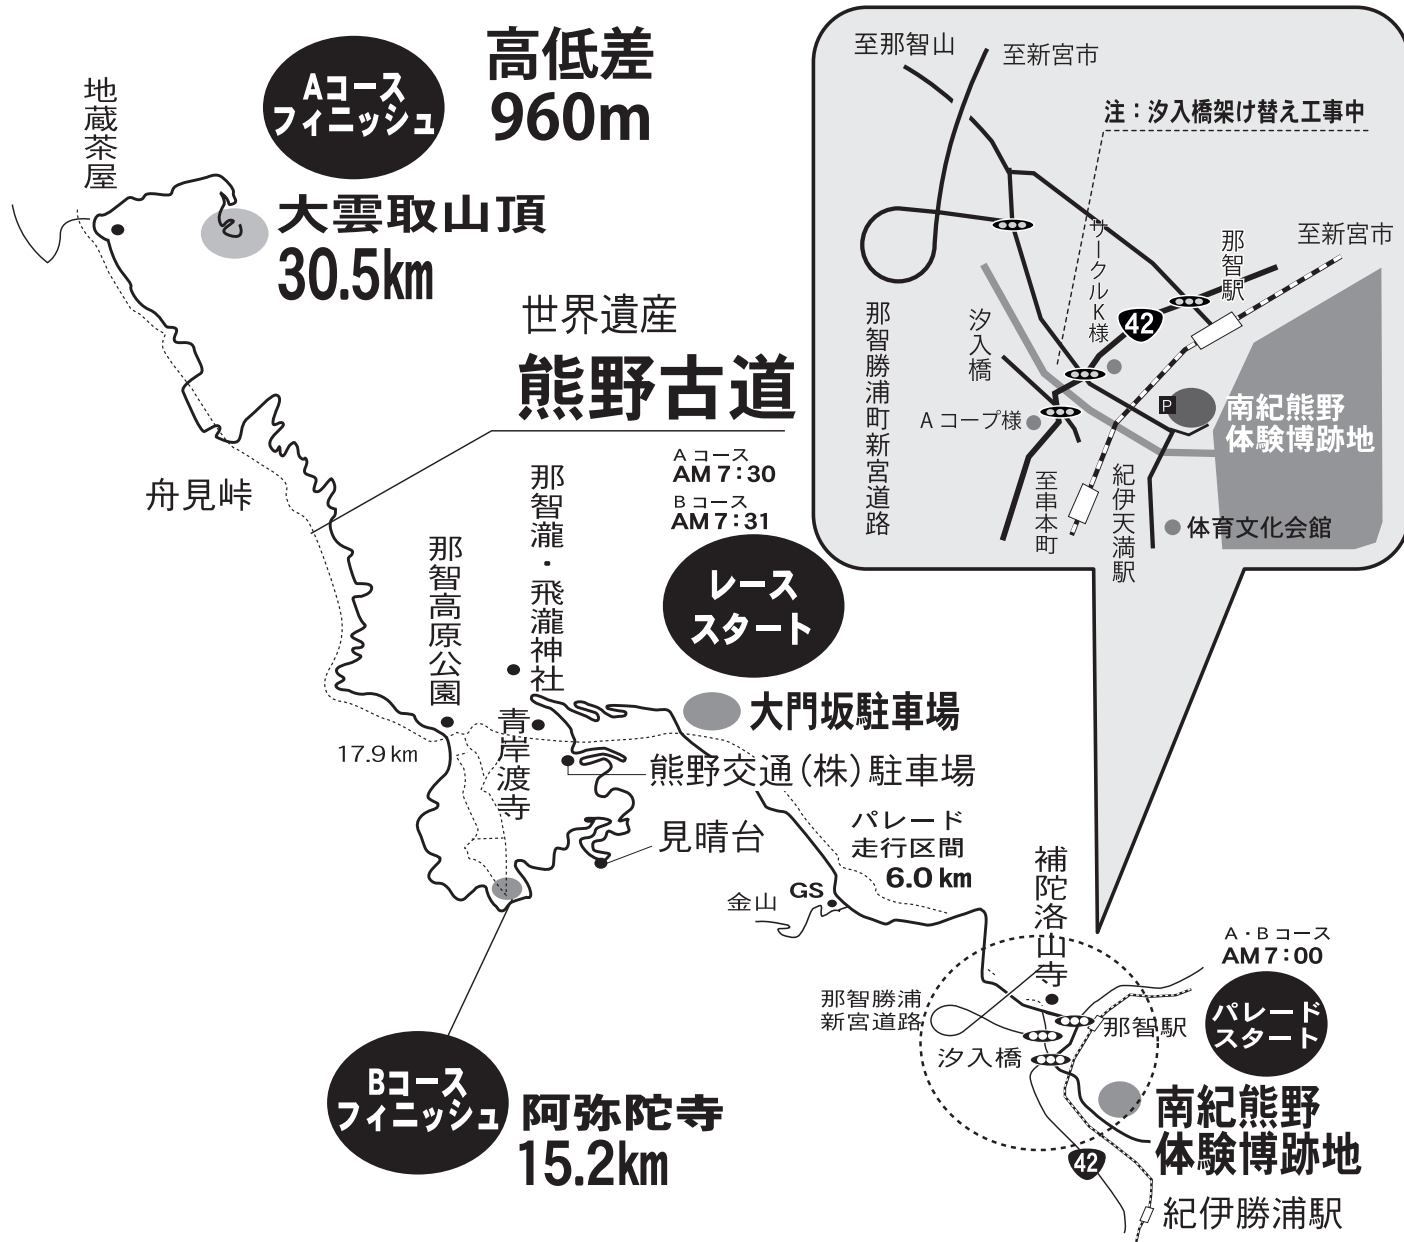 高低差
960m
Aコース
フィニッシュ
地蔵茶屋
大雲取山頂
30.5km
世界遺産
熊野古道
舟見峠
Aコース
AM 7:30
Bコース
AM 7:31
レース
スタート
那智瀧・飛瀧神社
那智高原公園
大門坂駐車場
青岸渡寺
17.9km
熊野交通(株)駐車場
見晴台
パレード
走行区間
6.0km
金山
GS
補陀洛山寺
A・Bコース
AM 7:00
パレード
スタート
那智勝浦
新宮道路
那智駅
汐入橋
南紀熊野
体験博跡地
42
紀伊勝浦駅
Bコース
フィニッシュ
阿弥陀寺
15.2km
至那智山
至新宮市
注:汐入橋架け替え工事中
サークルK様
那智駅
至新宮市
42
汐入橋
那智勝浦町新宮道路
Aコープ様
P
南紀熊野
体験博跡地
至串本町
紀伊天満駅
体育文化会館